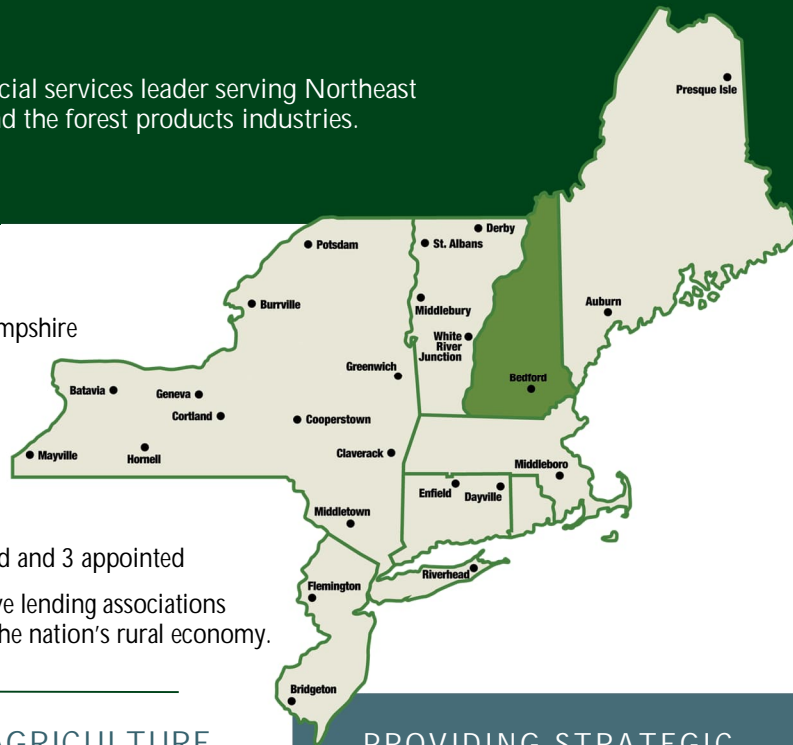 cial services leader serving Northeast
d the forest products industries.
Presque Isle
Derby
St. Albans
Potsdam
Burrville
Middlebury
Auburn
mpshire
White
River
Junction
Greenwich
Bedford
Batavia
Geneva
Cortland
Cooperstown
Claverack
Mayville
Hornell
Middleboro
Enfield
Dayville
Middletown
d and 3 appointed
Riverhead
Flemington
ve lending associations
he nation's rural economy.
Bridgeton
AGRICULTURE
PROVIDING STRATEGIC